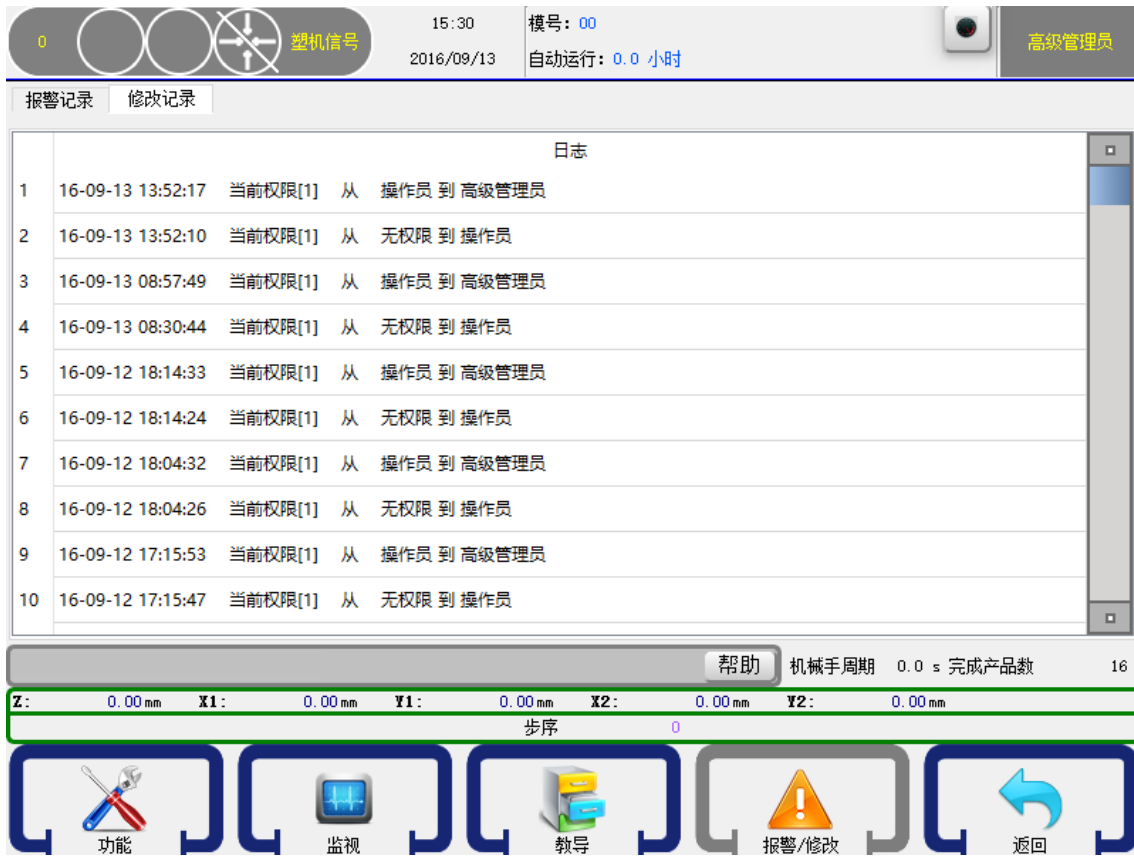 0 塑机信号 15:30 模号: 00 高级管理员
2016/09/13 自动运行: 0.0 小时
报警记录 修改记录
日志
1 16-09-13 13:52:17 当前权限[1] 从 操作员 到 高级管理员
2 16-09-13 13:52:10 当前权限[1] 从 无权限 到 操作员
3 16-09-13 08:57:49 当前权限[1] 从 操作员 到 高级管理员
4 16-09-13 08:30:44 当前权限[1] 从 无权限 到 操作员
5 16-09-12 18:14:33 当前权限[1] 从 操作员 到 高级管理员
6 16-09-12 18:14:24 当前权限[1] 从 无权限 到 操作员
7 16-09-12 18:04:32 当前权限[1] 从 操作员 到 高级管理员
8 16-09-12 18:04:26 当前权限[1] 从 无权限 到 操作员
9 16-09-12 17:15:53 当前权限[1] 从 操作员 到 高级管理员
10 16-09-12 17:15:47 当前权限[1] 从 无权限 到 操作员
帮助 机械手周期 0.0 s 完成产品数 16
Z: 0.00mm X1: 0.00mm Y1: 0.00mm X2: 0.00mm Y2: 0.00mm
步序 0
功能 监视 教导 报警/修改 返回